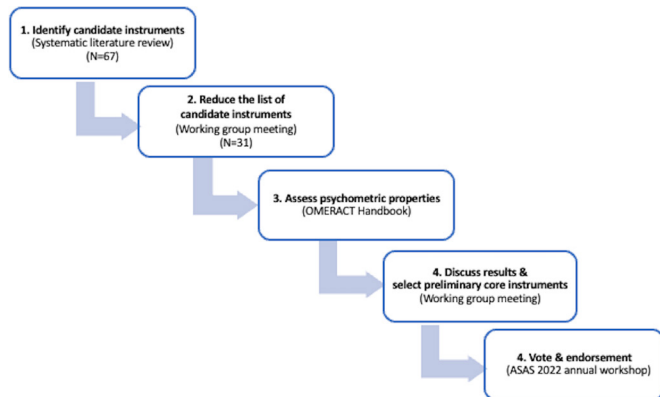 1. Identify candidate instruments
(Systematic literature review)
(N=67)
2. Reduce the list of
candidate instruments
(Working group meeting)
(N=31)
3. Assess psychometric properties
(OMERACT Handbook)
4. Discuss results &
select preliminary core instruments
(Working group meeting)
4. Vote & endorsement
(ASAS 2022 annual workshop)